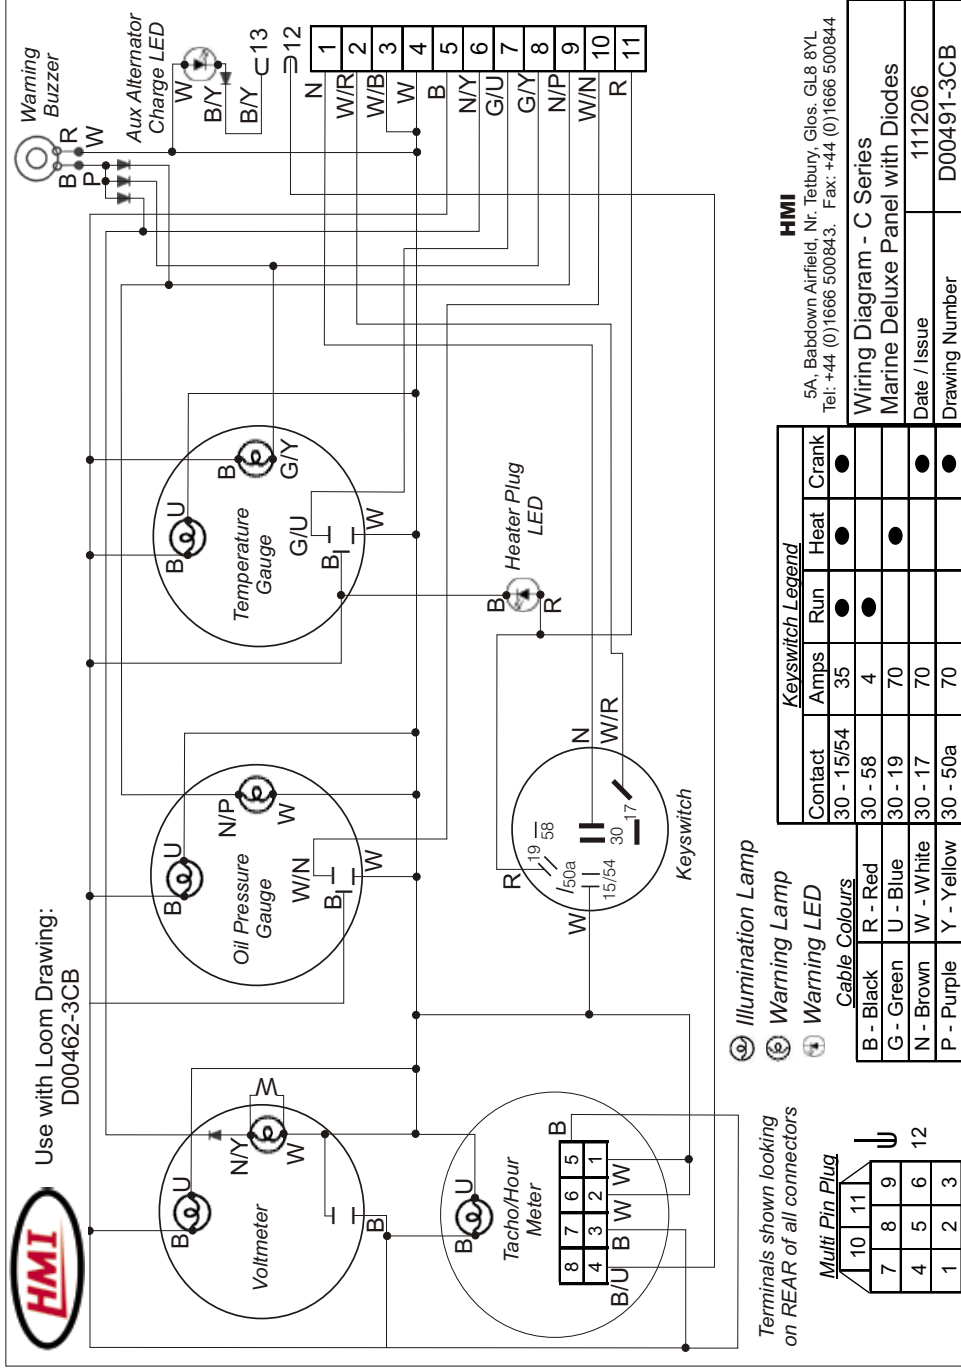 HMI
Use with Loom Drawing:
D00462-3CB
Warning
Buzzer
B
R
P
W
Aux Alternator
Charge LED
W
B/Y
B/Y
13
12
1
2
3
4
5
6
7
8
9
10
11
N
W/R
W/B
W
B
N/Y
G/U
G/Y
N/P
W/N
R
B
U
N/Y
W
Voltmeter
B
B
U
N/P
W
Oil Pressure
Gauge
W/N
B
W
B
U
B
G/Y
Temperature
Gauge
G/U
B
W
B
U
Tacho/Hour
Meter
B
8 7 6 5
4 3 2 1
B/U B W W
Heater Plug
LED
B
R
R
W
N
W/R
19
58
50a
15/54
30
17
Keyswitch
Terminals shown looking
on REAR of all connectors
Multi Pin Plug
10 11
7 8 9
4 5 6 12
1 2 3
Illumination Lamp
Warning Lamp
Warning LED
Cable Colours
B - Black R - Red
G - Green U - Blue
N - Brown W - White
P - Purple Y - Yellow
Keyswitch Legend
Contact Amps Run Heat Crank
30 - 15/54 35
30 - 58 4
30 - 19 70
30 - 17 70
30 - 50a 70
HMI
5A, Babdown Airfield, Nr. Tetbury, Glos. GL8 8YL
Tel: +44 (0)1666 500843. Fax: +44 (0)1666 500844
Wiring Diagram - C Series
Marine Deluxe Panel with Diodes
Date / Issue 111206
Drawing Number D00491-3CB